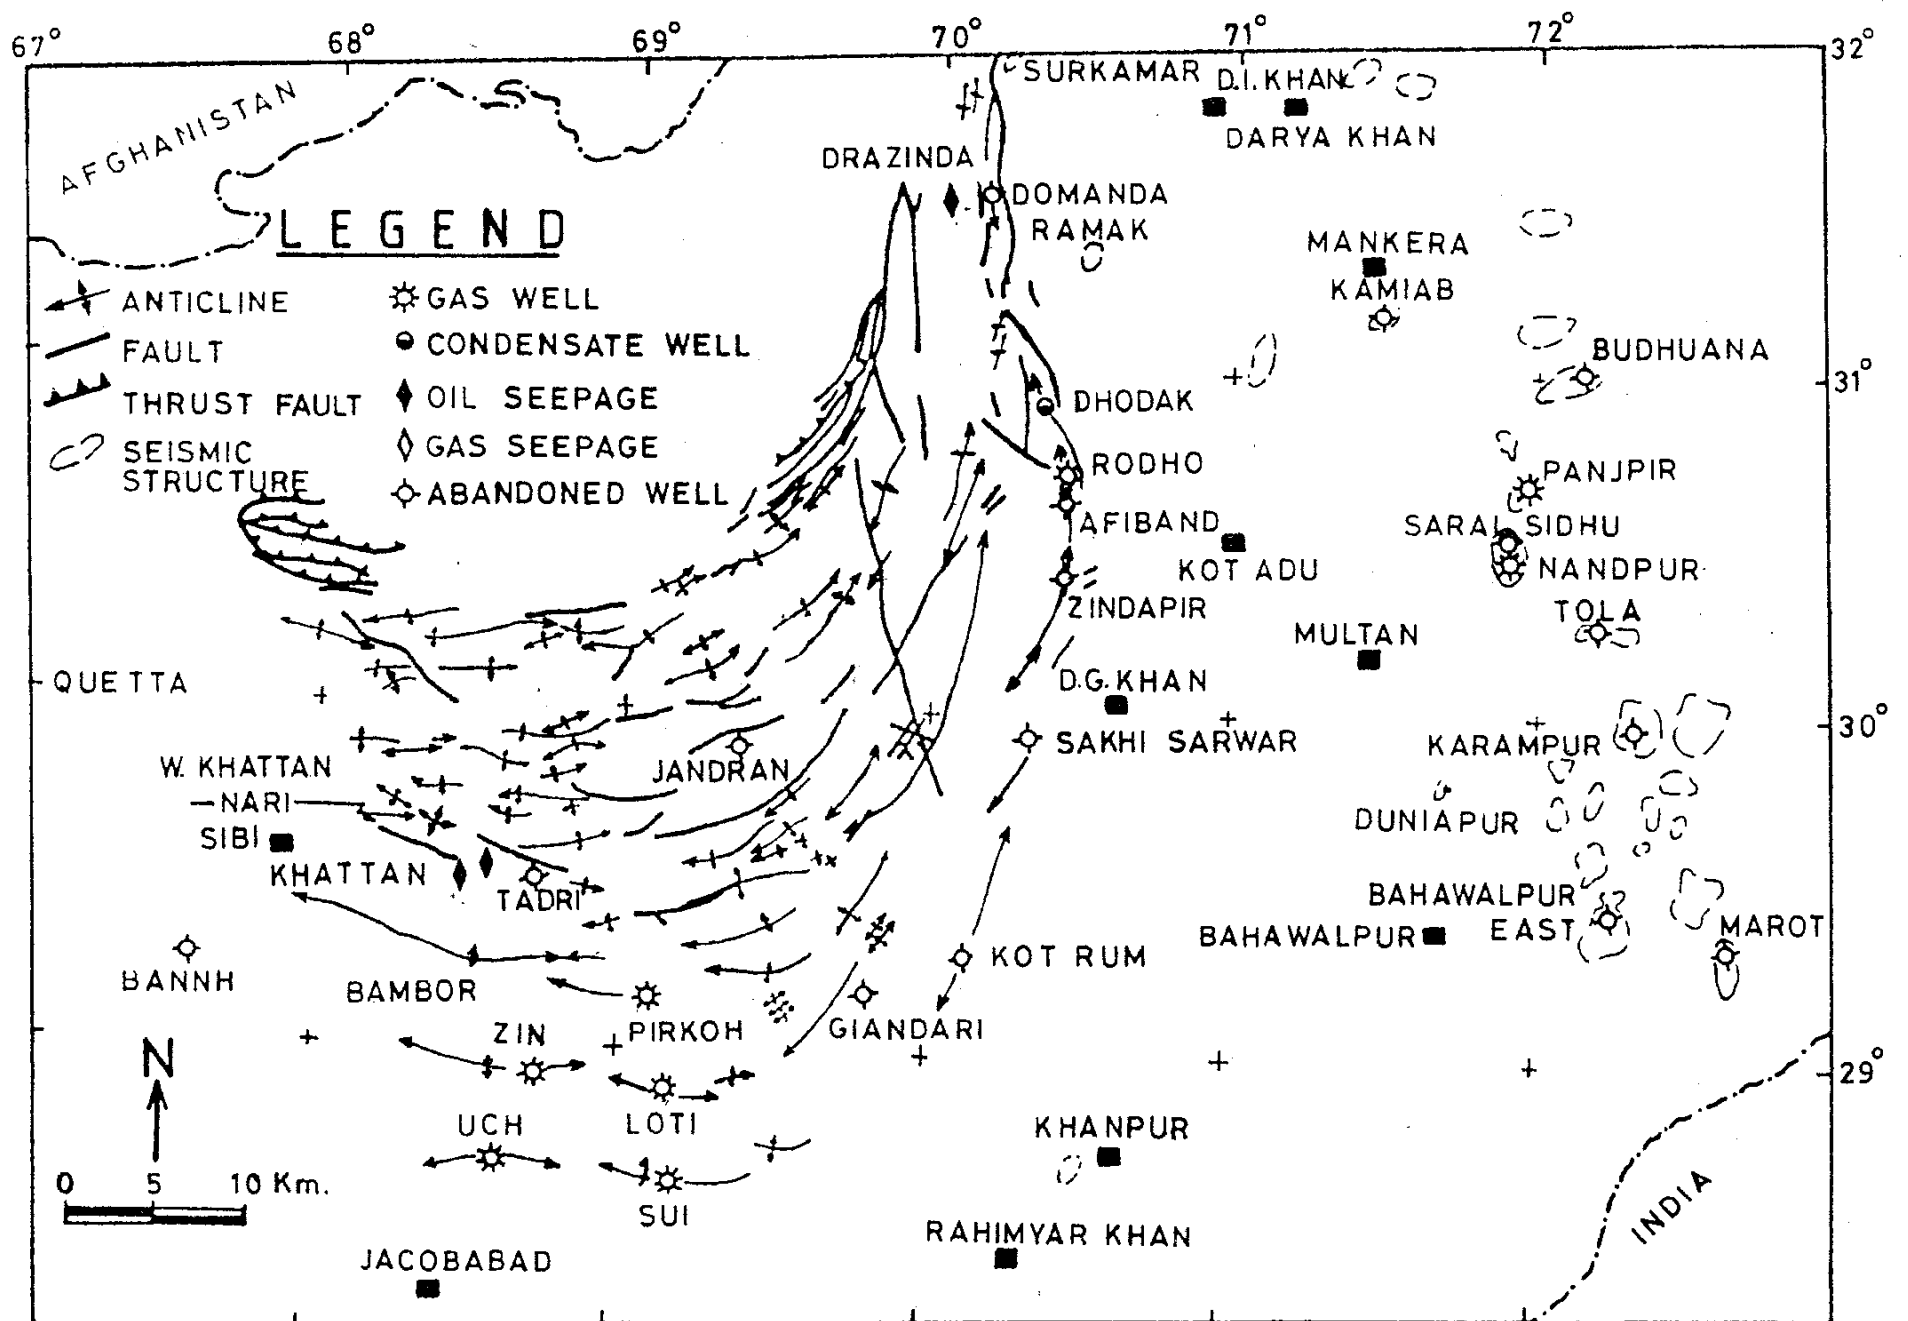 67° 68° 69° 70° 71° 72°
32°
SURKAMAR
D.I. KHAN
DARYA KHAN
AFGHANISTAN
DRAZINDA
DOMANDA
RAMAK
LEGEND
ANTICLINE
FAULT
THRUST FAULT
SEISMIC
STRUCTURE
GAS WELL
CONDENSATE WELL
OIL SEEPAGE
GAS SEEPAGE
ABANDONED WELL
MANKERA
KAMIAB
BUDHUANA
31°
DHODAK
RODHO
PANJPIR
AFIBAND
SARAI SIDHU
KOT ADU
NANDPUR
ZINDAPIR
TOLA
MULTAN
QUETTA
D.G. KHAN
30°
SAKHI SARWAR
KARAMPUR
W. KHATTAN
JANDRAN
NARI
DUNIAPUR
SIBI
KHATTAN
TADRI
BAHAWALPUR
EAST
MAROT
BAHAWALPUR
KOT RUM
BANNH
BAMBOR
ZIN
PIRKOH
GIANDARI
N
29°
UCH
LOTI
KHANPUR
0 5 10 Km.
SUI
INDIA
RAHIMYAR KHAN
JACOBABAD